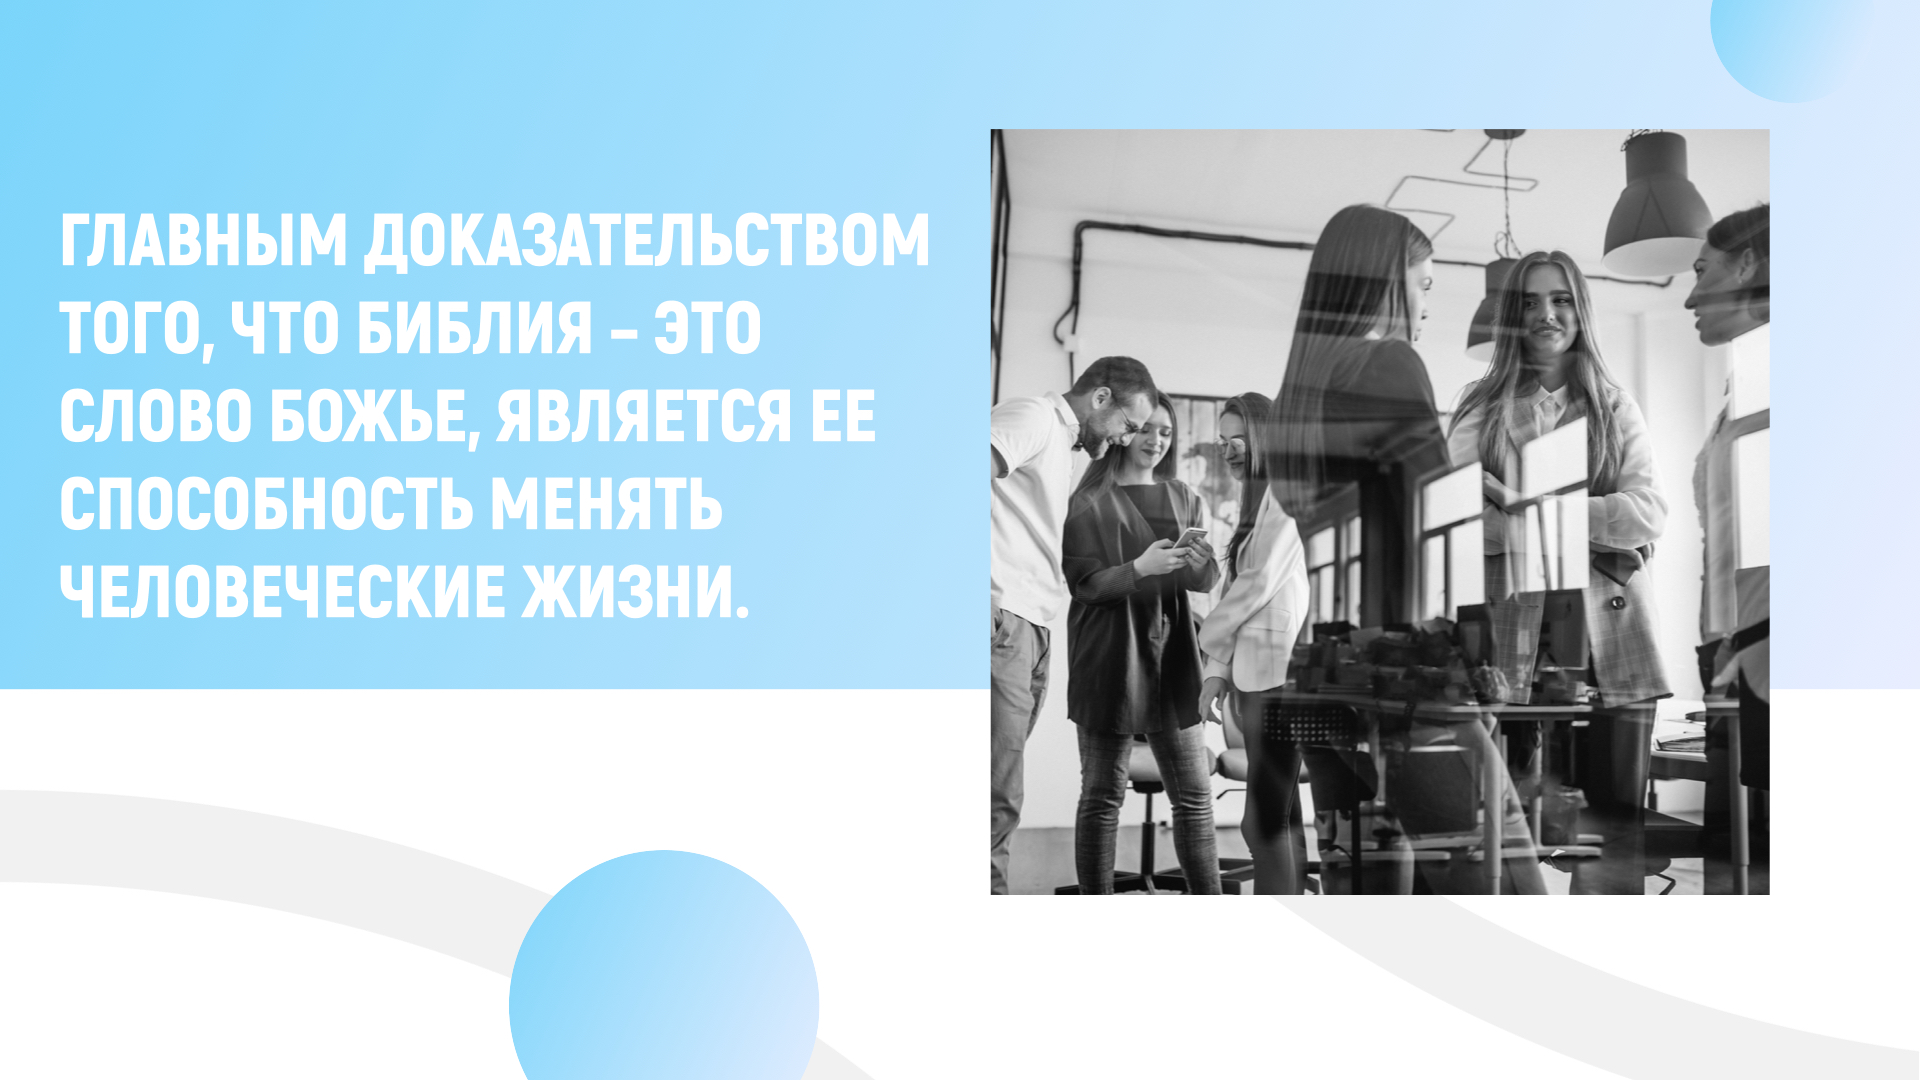 ГЛАВНЫМ ДОКАЗАТЕЛЬСТВОМ
ТОГО, ЧТО БИБЛИЯ – ЭТО
СЛОВО БОЖЬЕ, ЯВЛЯЕТСЯ ЕЕ
СПОСОБНОСТЬ МЕНЯТЬ
ЧЕЛОВЕЧЕСКИЕ ЖИЗНИ.